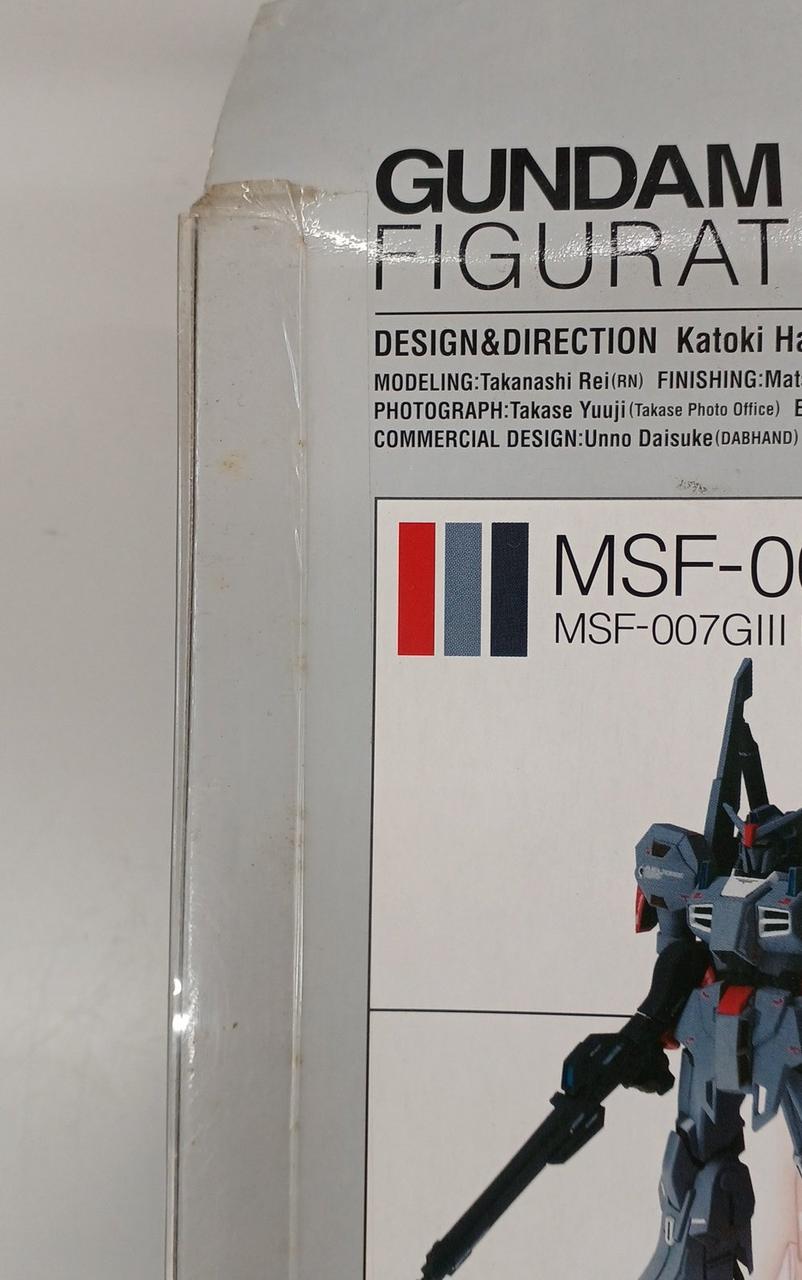 GUNDAM
FIGURAT
DESIGN&DIRECTION Katoki Ha
MODELING:Takanashi Rei(RN) FINISHING:Mat
PHOTOGRAPH:Takase Yuuji(Takase Photo Office) E
COMMERCIAL DESIGN:Unno Daisuke(DABHAND)
MSF-00
MSF-007GIII